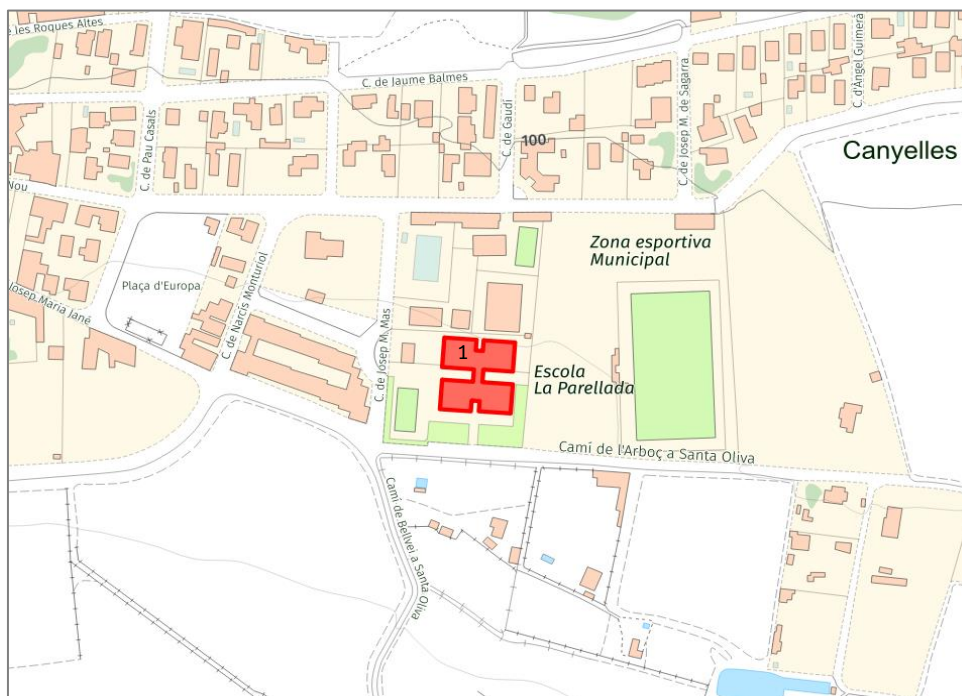 e les Roques Altes
C. de Jaume Balmes
C. d'Àngel Guimerà
C. de Josep M. de Sagarra
C. de Gaudí
100
C. de Pau Casals
Canyelles
Nou
Zona esportiva
Municipal
Plaça d'Europa
C. de Narcís Monturiol
Josep Maria Jané
C. de Josep M. Mas
1
Escola
La Parellada
Camí de l'Arboç a Santa Oliva
Camí de Bellvei a Santa Oliva